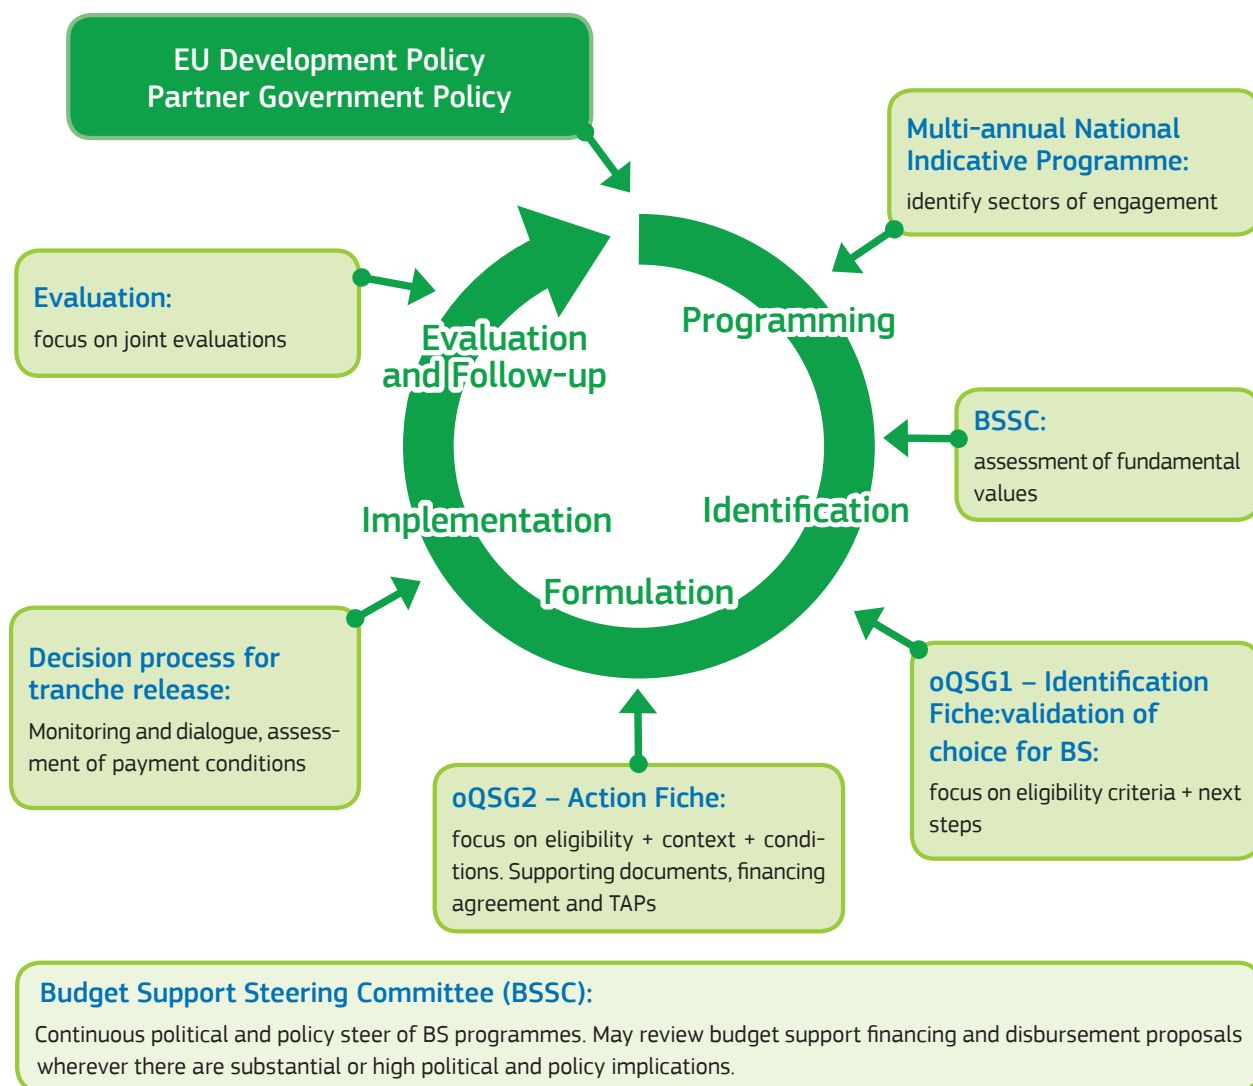 EU Development Policy
Partner Government Policy
Multi-annual National
Indicative Programme:
identify sectors of engagement
Evaluation:
focus on joint evaluations
Programming
Evaluation
and Follow-up
BSSC:
assessment of fundamental
values
Identification
Implementation
Formulation
Decision process for
tranche release:
Monitoring and dialogue, assess-
ment of payment conditions
oQSG1 – Identification
Fiche:validation of
choice for BS:
focus on eligibility criteria + next
steps
oQSG2 – Action Fiche:
focus on eligibility + context + condi-
tions. Supporting documents, financing
agreement and TAPs
Budget Support Steering Committee (BSSC):
Continuous political and policy steer of BS programmes. May review budget support financing and disbursement proposals
wherever there are substantial or high political and policy implications.